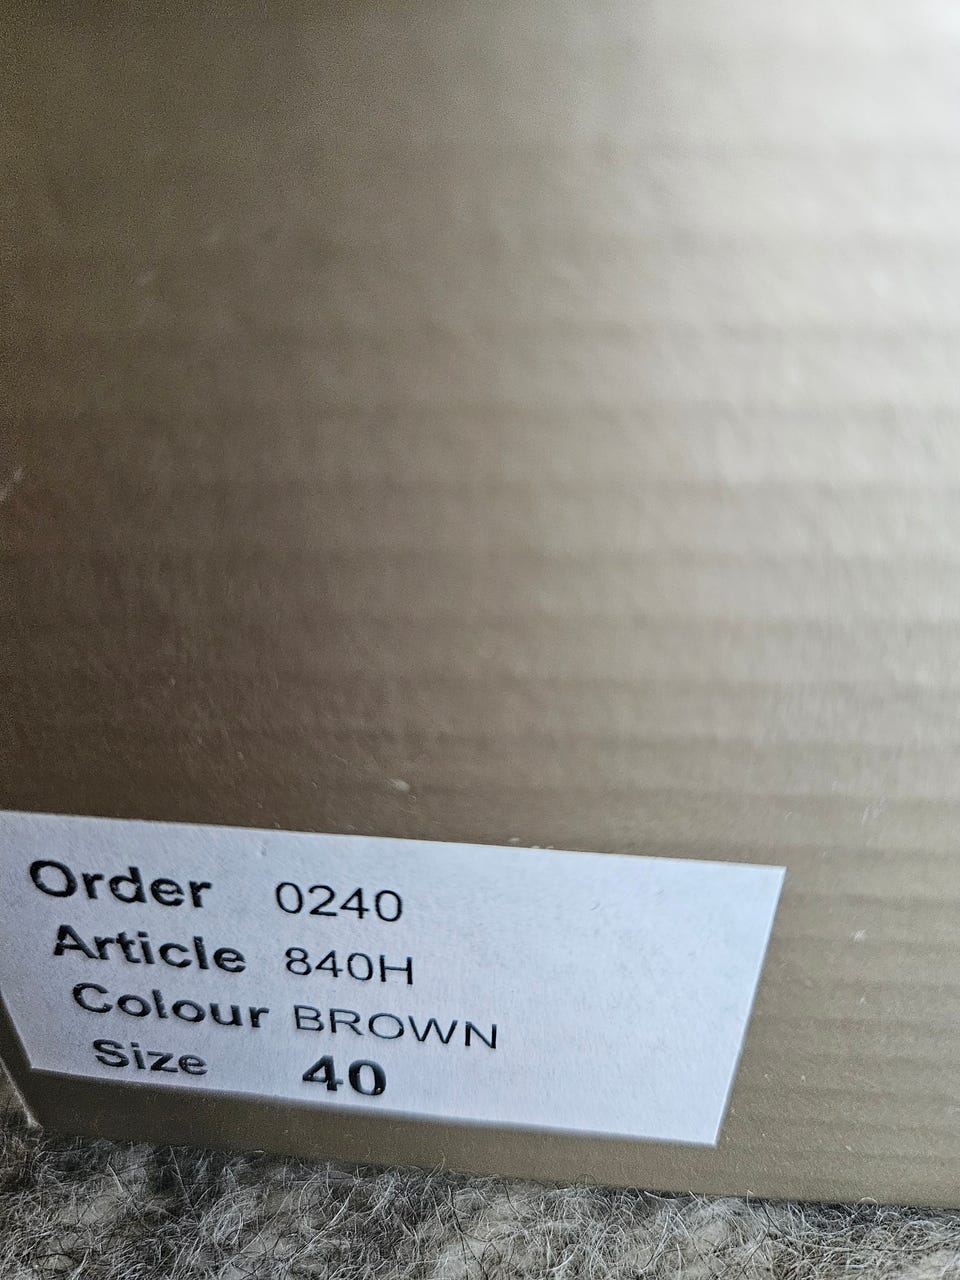 Order 0240
Article 840H
Colour BROWN
Size 40